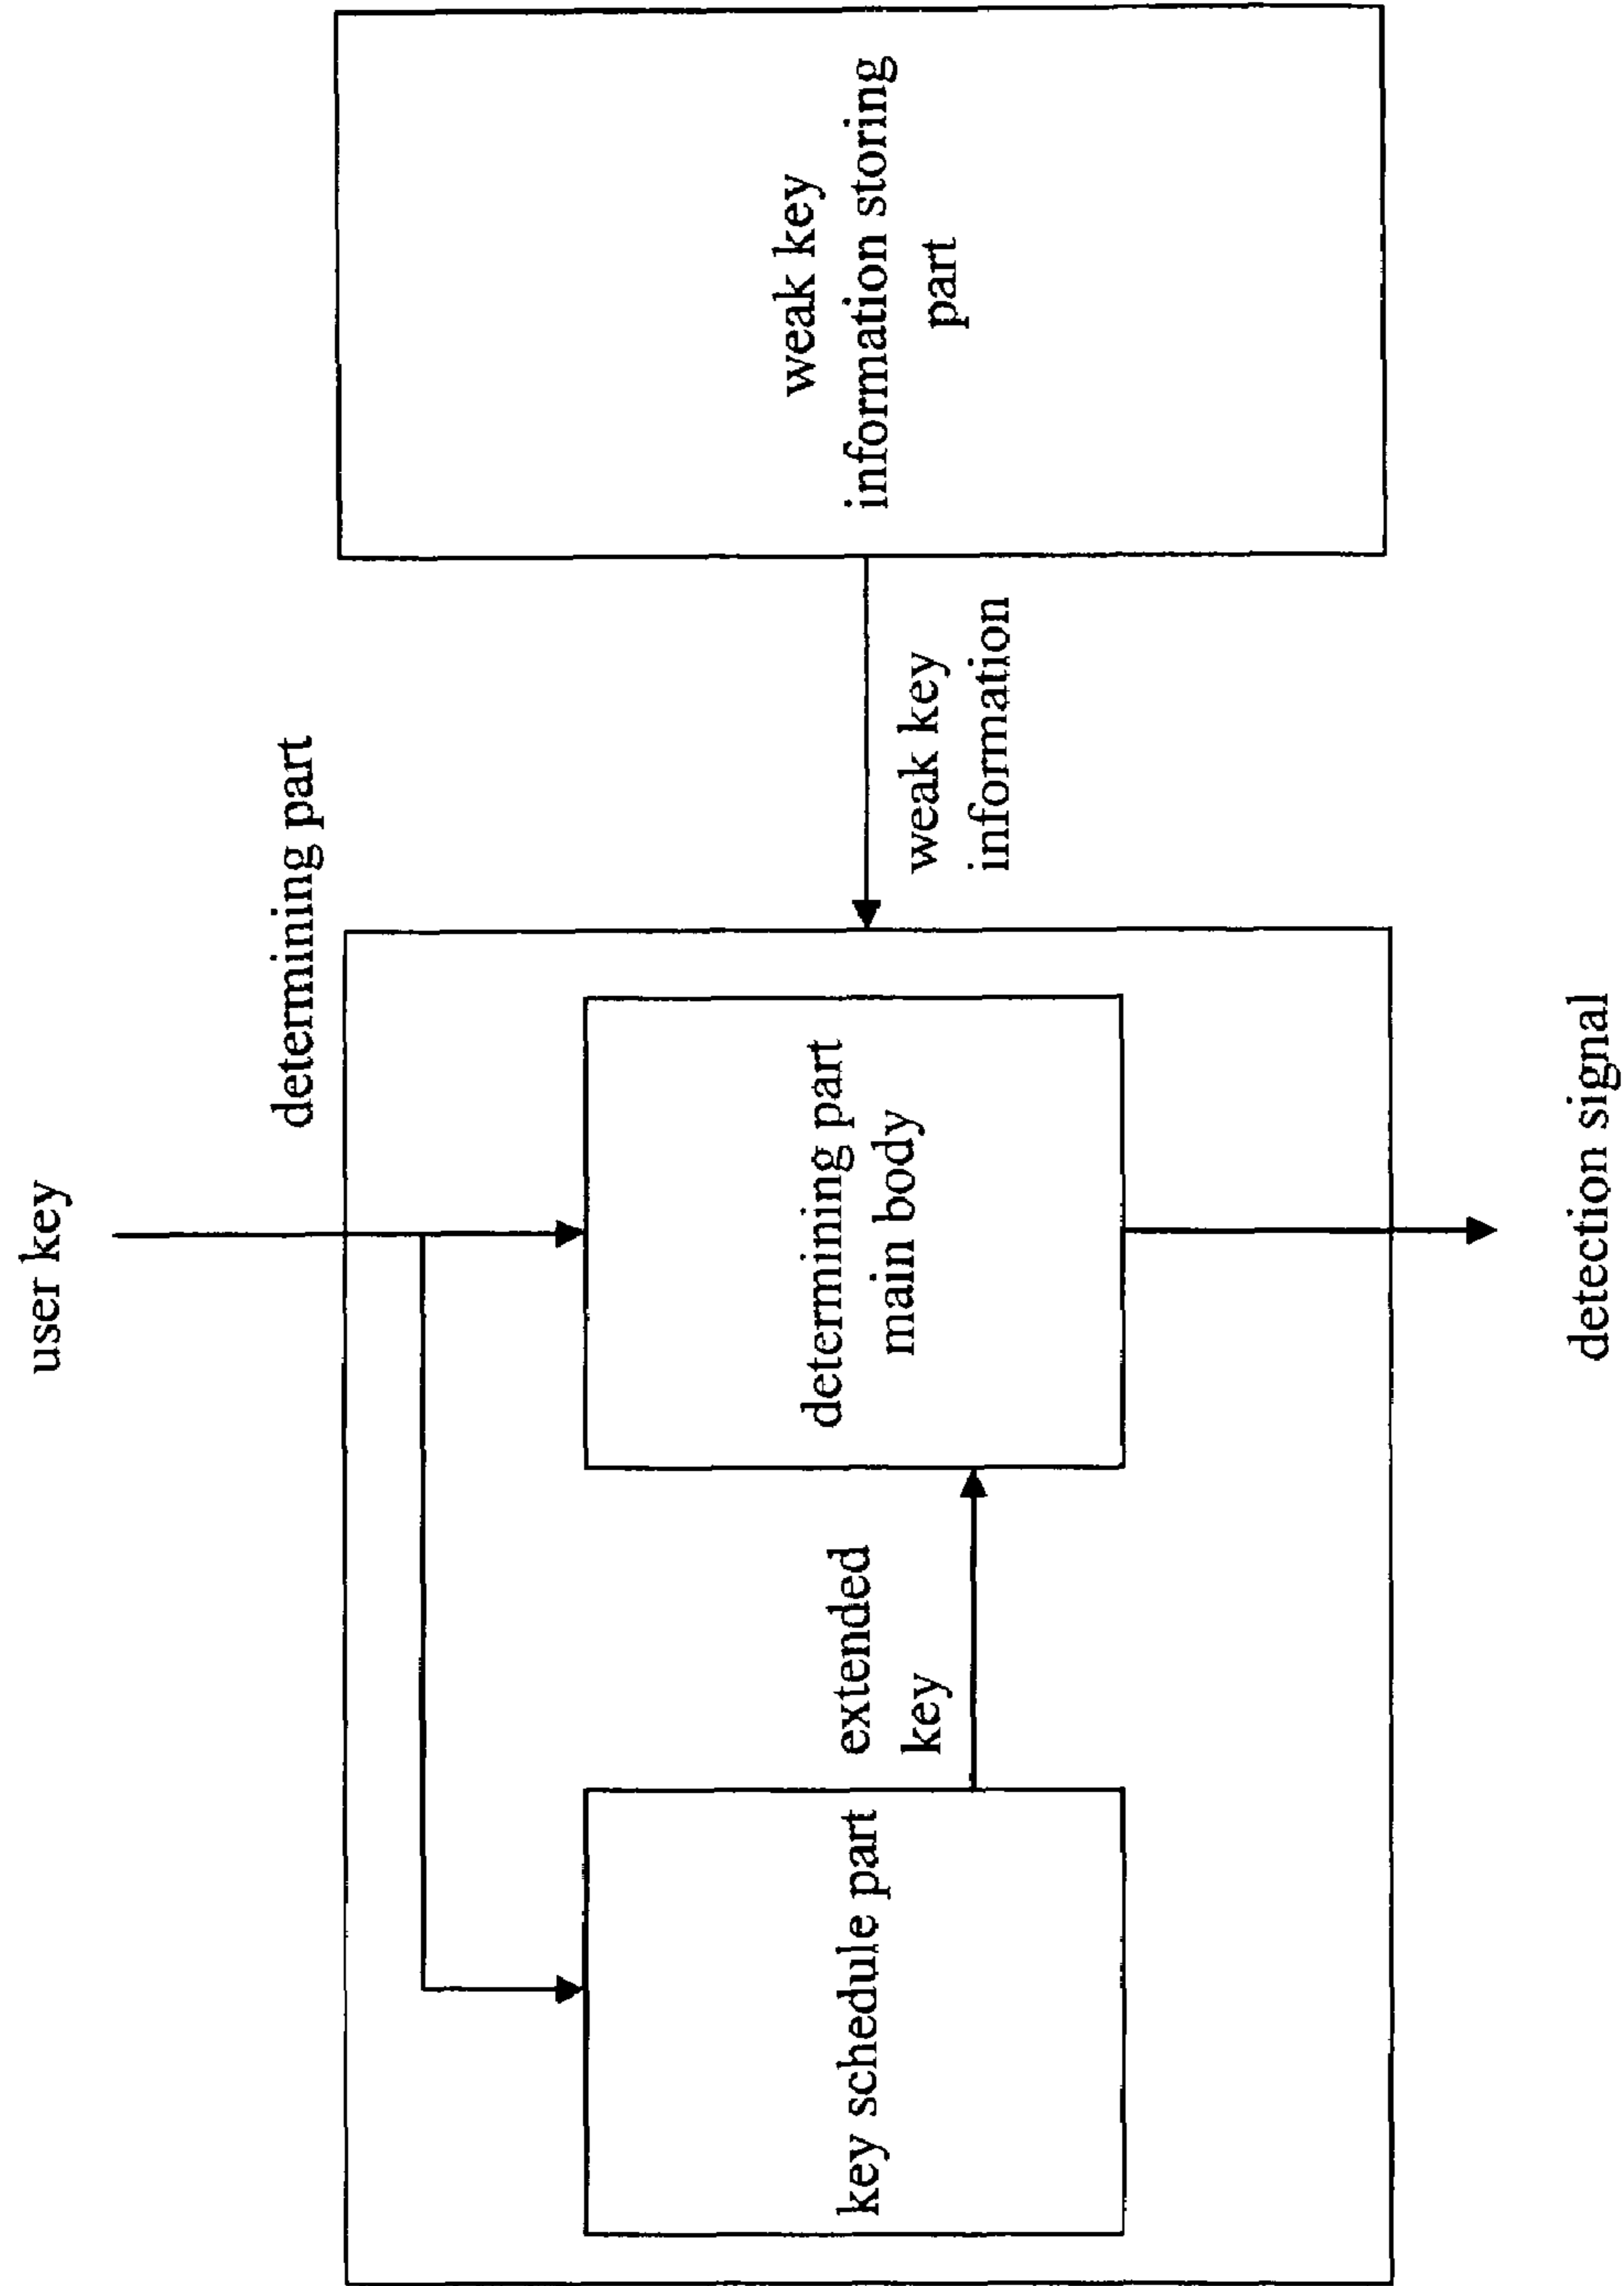 user key
determining part
key schedule part
extended
key
determining part
main body
weak key
information
weak key
information storing
part
detection signal